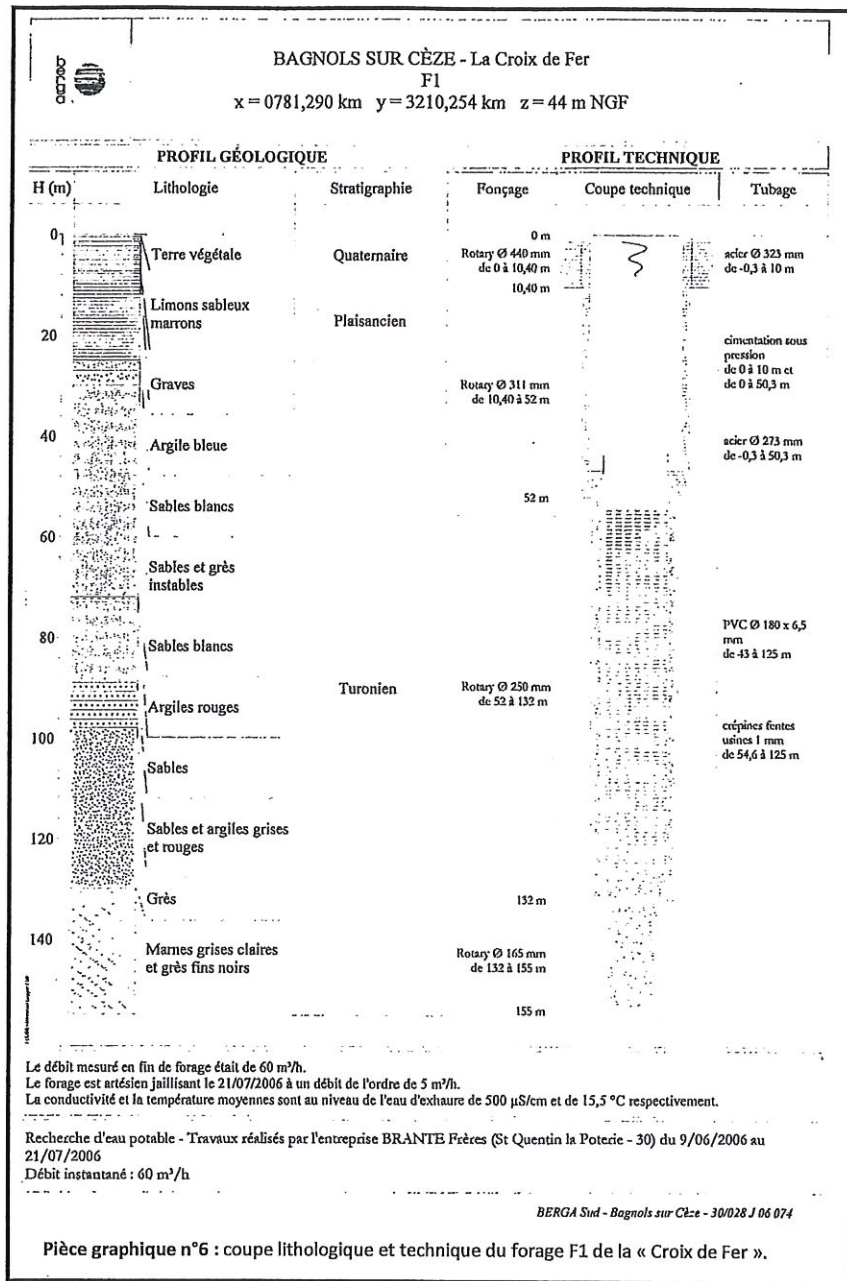 berga
BAGNOLS SUR CÈZE - La Croix de Fer
F1
x = 0781,290 km y = 3210,254 km z = 44 m NGF
PROFIL GÉOLOGIQUE
PROFIL TECHNIQUE
H (m)
Lithologie
Stratigraphie
Fonçage
Coupe technique
Tubage
0
20
40
60
80
100
120
140
Terre végétale
Limons sableux
marrons
Graves
Argile bleue
Sables blancs
Sables et grès
instables
Sables blancs
Argiles rouges
Sables
Sables et argiles grises
et rouges
Grès
Marnes grises claires
et grès fins noirs
Quaternaire
Plaisancien
Turonien
0 m
Rotary Ø 440 mm
de 0 à 10,40 m
10,40 m
Rotary Ø 311 mm
de 10,40 à 52 m
52 m
Rotary Ø 250 mm
de 52 à 132 m
132 m
Rotary Ø 165 mm
de 132 à 155 m
155 m
acier Ø 323 mm
de -0,3 à 10 m
cimentation sous
pression
de 0 à 10 m et
de 0 à 50,3 m
acier Ø 273 mm
de -0,3 à 50,3 m
PVC Ø 180 x 6,5
mm
de 43 à 125 m
crépines fentes
usines 1 mm
de 54,6 à 125 m
Le débit mesuré en fin de forage était de 60 m³/h.
Le forage est artésien jaillisant le 21/07/2006 à un débit de l'ordre de 5 m³/h.
La conductivité et la température moyennes sont au niveau de l'eau d'exhaure de 500 µS/cm et de 15,5 °C respectivement.
Recherche d'eau potable - Travaux réalisés par l'entreprise BRANTE Frères (St Quentin la Poterie - 30) du 9/06/2006 au
21/07/2006
Débit instantané : 60 m³/h
BERGA Sud - Bagnols sur Cèze - 30/028 J 06 074
Pièce graphique n°6 : coupe lithologique et technique du forage F1 de la « Croix de Fer ».